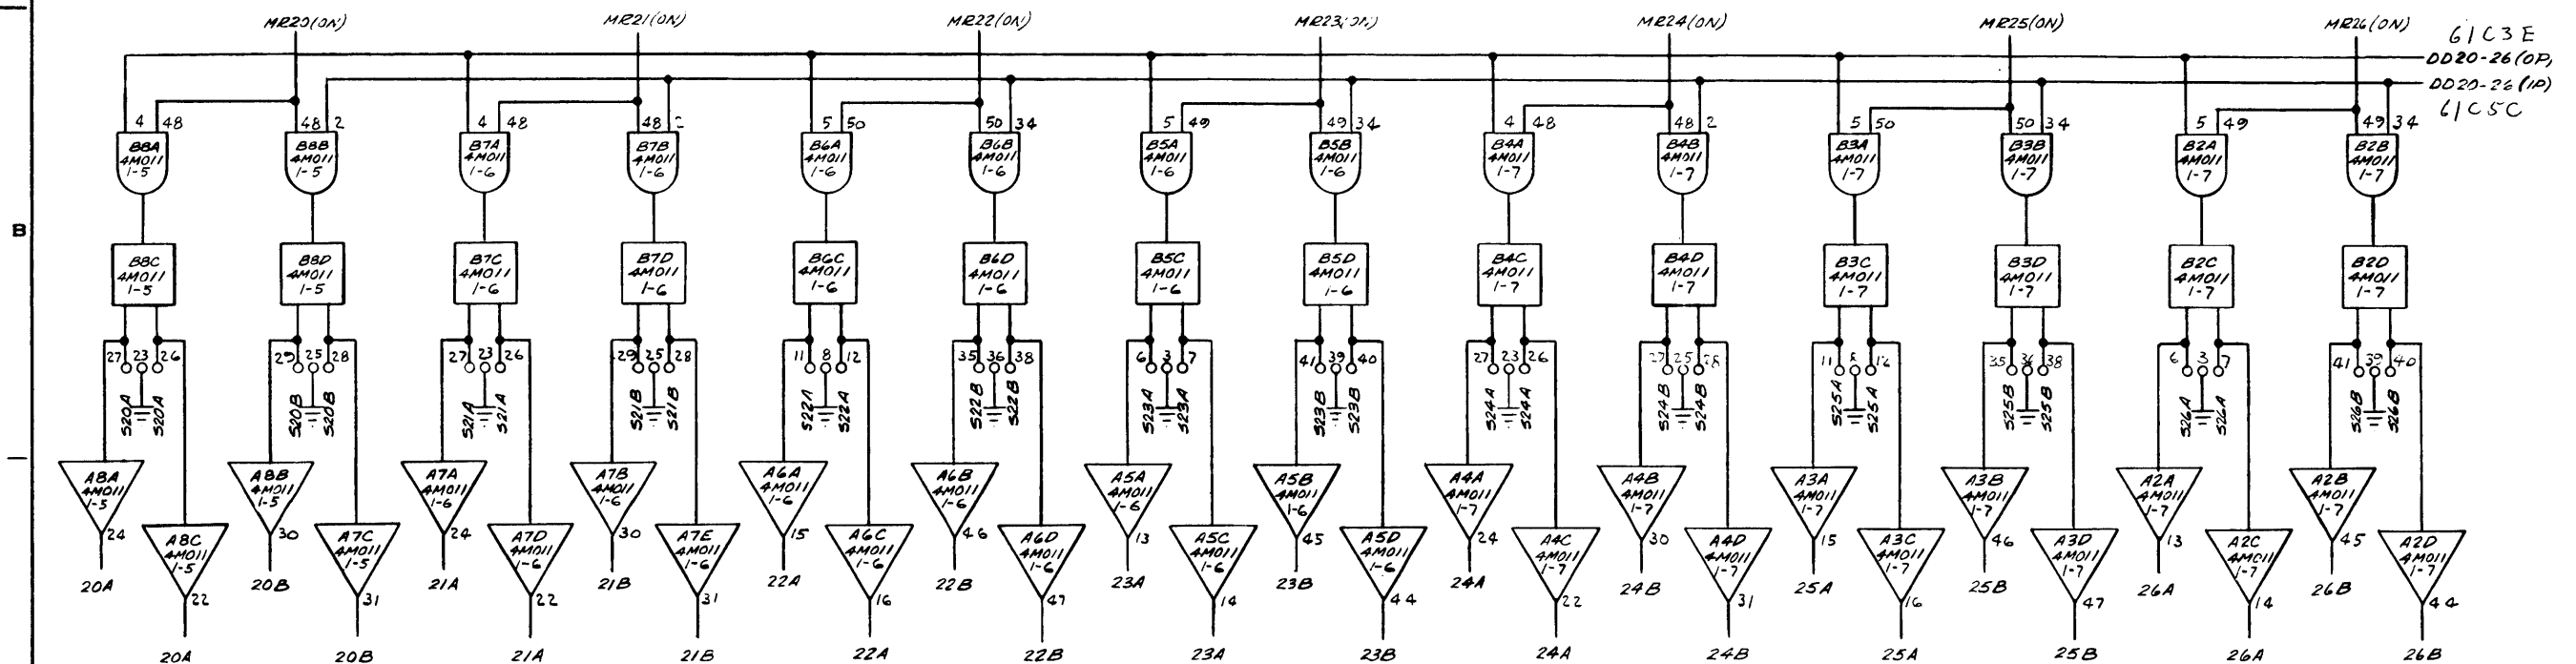 MR20(ON) MR21(ON) MR22(ON) MR23(ON) MR24(ON) MR25(ON) MR26(ON)
61C3E
DD20-26(OP)
DD20-26(IP)
61C5C
4 48 48 2 4 48 48 2 5 50 50 34 5 49 49 34 4 48 48 2 5 50 50 34 5 49 49 34
B8A B8B B7A B7B B6A B6B B5A B5B B4A B4B B3A B3B B2A B2B
4M011 4M011 4M011 4M011 4M011 4M011 4M011 4M011 4M011 4M011 4M011 4M011 4M011 4M011
1-5 1-5 1-6 1-6 1-6 1-6 1-6 1-6 1-7 1-7 1-7 1-7 1-7 1-7
B
B8C B8D B7C B7D B6C B6D B5C B5D B4C B4D B3C B3D B2C B2D
4M011 4M011 4M011 4M011 4M011 4M011 4M011 4M011 4M011 4M011 4M011 4M011 4M011 4M011
1-5 1-5 1-6 1-6 1-6 1-6 1-6 1-6 1-7 1-7 1-7 1-7 1-7 1-7
27 23 26 29 25 28 27 23 26 29 25 28 11 8 12 35 36 38 6 3 7 41 39 40 27 23 26 27 25 28 11 8 12 35 36 38 6 3 7 41 39 40
S20A S20A S20B S20B S21A S21A S21B S21B S22A S22A S22B S22B S23A S23A S23B S23B S24A S24A S24B S24B S25A S25A S25B S25B S26A S26A S26B S26B
A8A A8B A7A A7B A6A A6B A5A A5B A4A A4B A3A A3B A2A A2B
4M011 4M011 4M011 4M011 4M011 4M011 4M011 4M011 4M011 4M011 4M011 4M011 4M011 4M011
1-5 1-5 1-6 1-6 1-6 1-6 1-6 1-6 1-7 1-7 1-7 1-7 1-7 1-7
24 30 24 30 15 46 13 45 24 30 15 46 13 45
A8C A7C A7D A7E A6C A6D A5C A5D A4C A4D A3C A3D A2C A2D
4M011 4M011 4M011 4M011 4M011 4M011 4M011 4M011 4M011 4M011 4M011 4M011 4M011 4M011
1-5 1-5 1-6 1-6 1-6 1-6 1-6 1-6 1-7 1-7 1-7 1-7 1-7 1-7
20A 20B 21A 21B 22A 22B 23A 23B 24A 24B 25A 25B 26A 26B
22 31 22 31 16 47 14 44 22 31 16 47 14 44
20A 20B 21A 21B 22A 22B 23A 23B 24A 24B 25A 25B 26A 26B